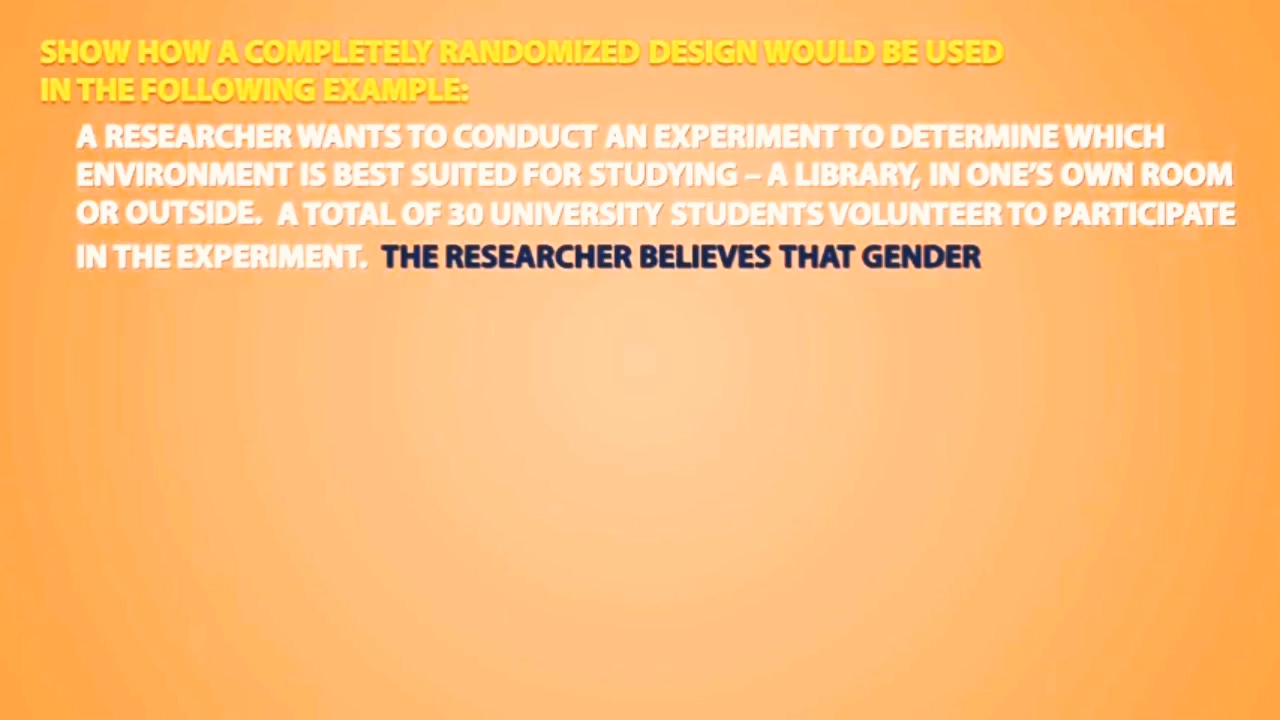 SHOW HOW A COMPLETELY RANDOMIZED DESIGN WOULD BE USED
IN THE FOLLOWING EXAMPLE:
A RESEARCHER WANTS TO CONDUCT AN EXPERIMENT TO DETERMINE WHICH
ENVIRONMENT IS BEST SUITED FOR STUDYING – A LIBRARY, IN ONE'S OWN ROOM
OR OUTSIDE. A TOTAL OF 30 UNIVERSITY STUDENTS VOLUNTEER TO PARTICIPATE
IN THE EXPERIMENT. THE RESEARCHER BELIEVES THAT GENDER